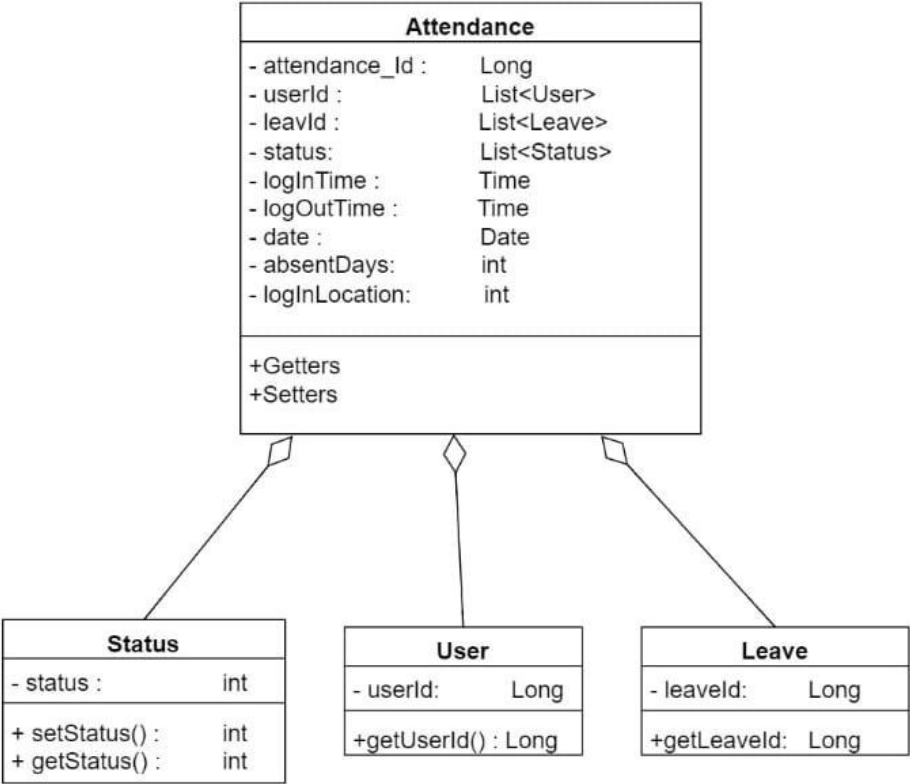 Attendance
- attendance_Id : Long
- userId : List<User>
- leavId : List<Leave>
- status: List<Status>
- logInTime : Time
- logOutTime : Time
- date : Date
- absentDays: int
- logInLocation: int
+Getters
+Setters
Status
- status : int
+ setStatus() : int
+ getStatus() : int
User
- userId: Long
+getUserId() : Long
Leave
- leaveId: Long
+getLeaveId: Long